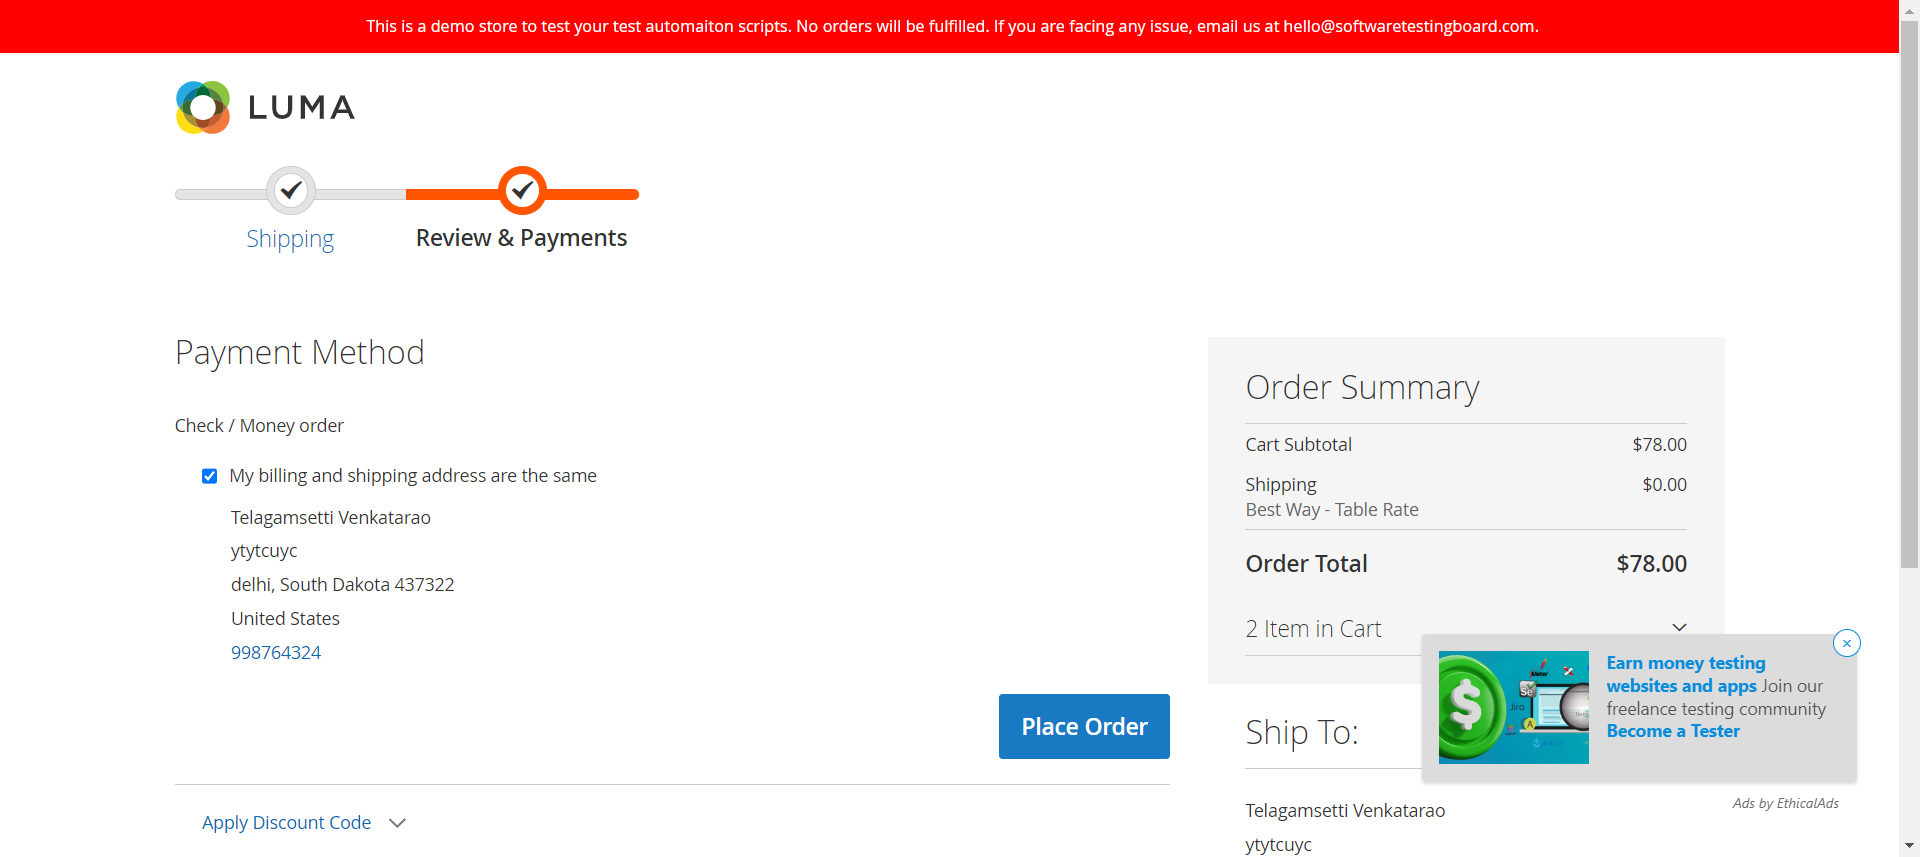 This is a demo store to test your test automaiton scripts. No orders will be fulfilled. If you are facing any issue, email us at hello@softwaretestingboard.com.
LUMA
Shipping
Review & Payments
Payment Method
Check / Money order
My billing and shipping address are the same
Telagamsetti Venkatarao
ytytcuyc
delhi, South Dakota 437322
United States
998764324
Place Order
Apply Discount Code
Order Summary
Cart Subtotal $78.00
Shipping $0.00
Best Way - Table Rate
Order Total $78.00
2 Item in Cart
Ship To:
Telagamsetti Venkatarao
ytytcuyc
Earn money testing
websites and apps Join our
freelance testing community
Become a Tester
Ads by EthicalAds
Se
Jira